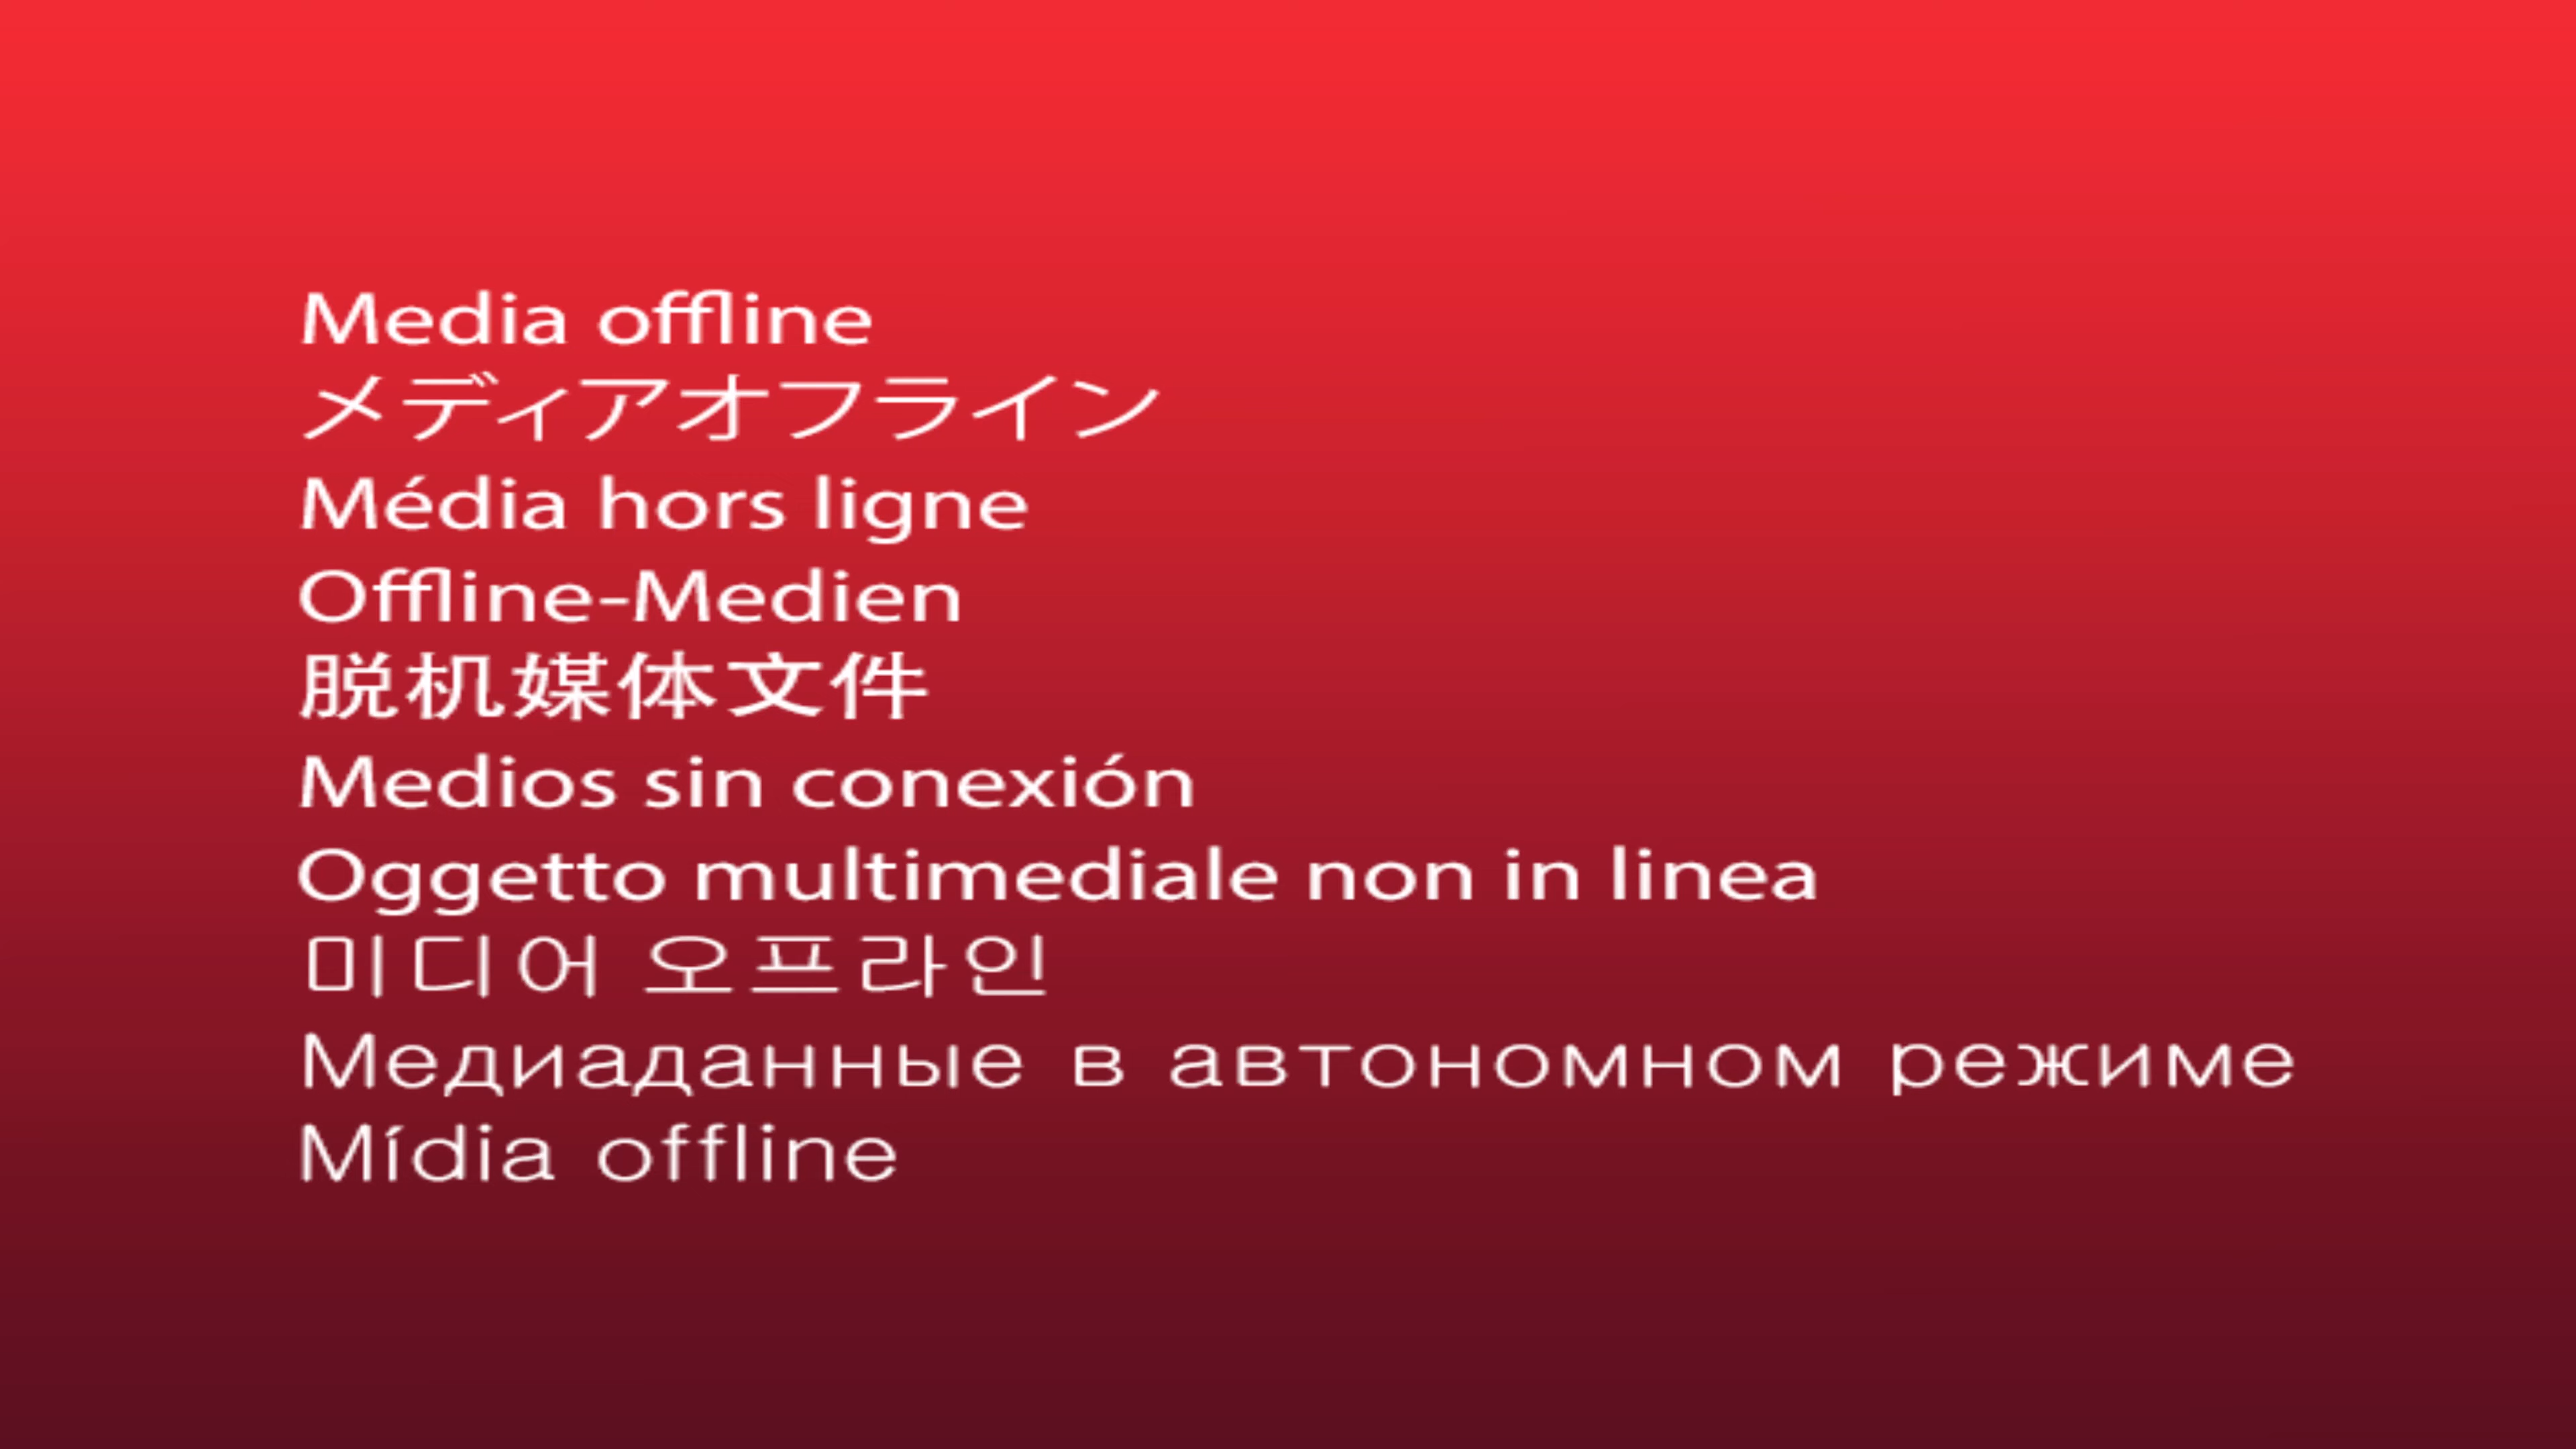 Media offline
メディアオフライン
Média hors ligne
Offline-Medien
脱机媒体文件
Medios sin conexión
Oggetto multimediale non in linea
미디어 오프라인
Медиаданные в автономном режиме
Mídia offline